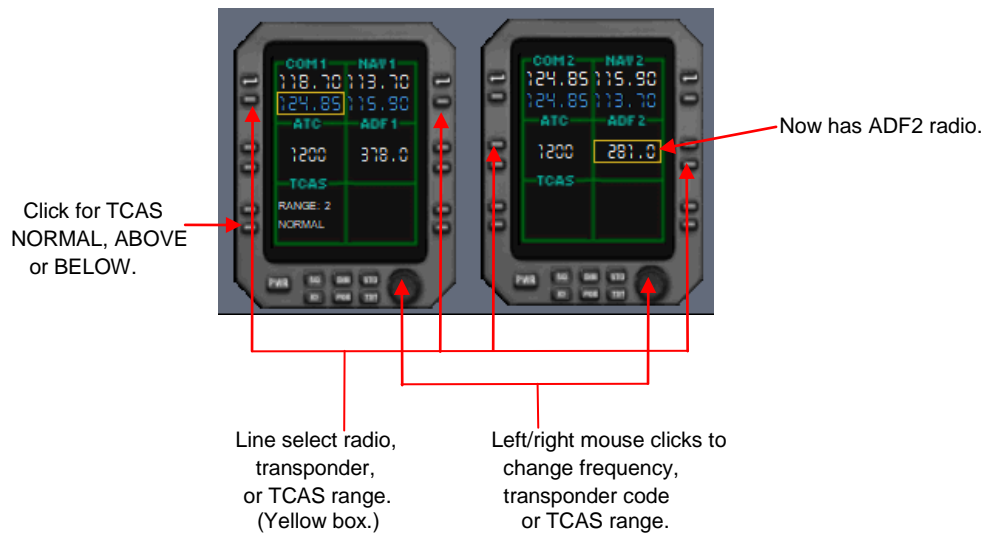 COM 1 NAV 1
118.70 113.70
124.85 115.90
ATC ADF 1
1200 378.0
TCAS
RANGE: 2
NORMAL
PWR
COM 2 NAV 2
124.85 115.90
124.85 113.70
ATC ADF 2
1200 281.0
TCAS
PWR
Now has ADF2 radio.
Click for TCAS
NORMAL, ABOVE
or BELOW.
Line select radio,
transponder,
or TCAS range.
(Yellow box.)
Left/right mouse clicks to
change frequency,
transponder code
or TCAS range.